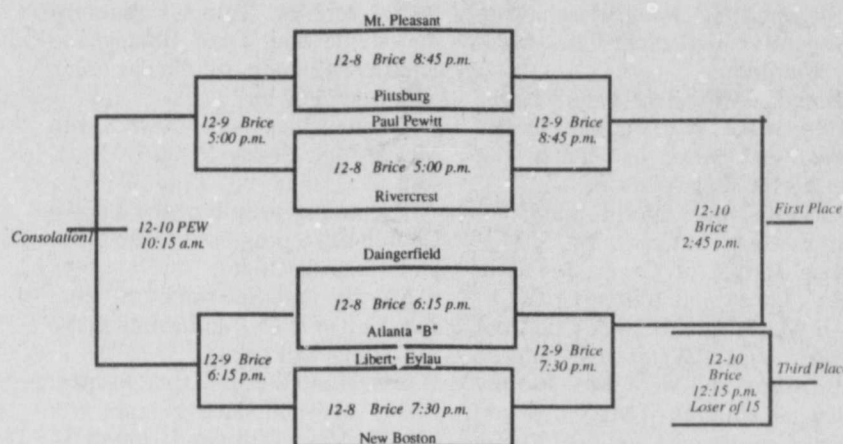 Mt. Pleasant
12-8 Brice 8:45 p.m.
Pittsburg
Paul Pewitt
12-9 Brice
5:00 p.m.
12-9 Brice
8:45 p.m.
12-8 Brice 5:00 p.m.
Rivercrest
Consolation1
12-10 PEW
10:15 a.m.
12-10
Brice
2:45 p.m.
First Place
Daingerfield
12-8 Brice 6:15 p.m.
Atlanta "B"
Liberty Eylau
12-9 Brice
6:15 p.m.
12-9 Brice
7:30 p.m.
12-8 Brice 7:30 p.m.
New Boston
12-10
Brice
12:15 p.m.
Loser of 15
Third Place